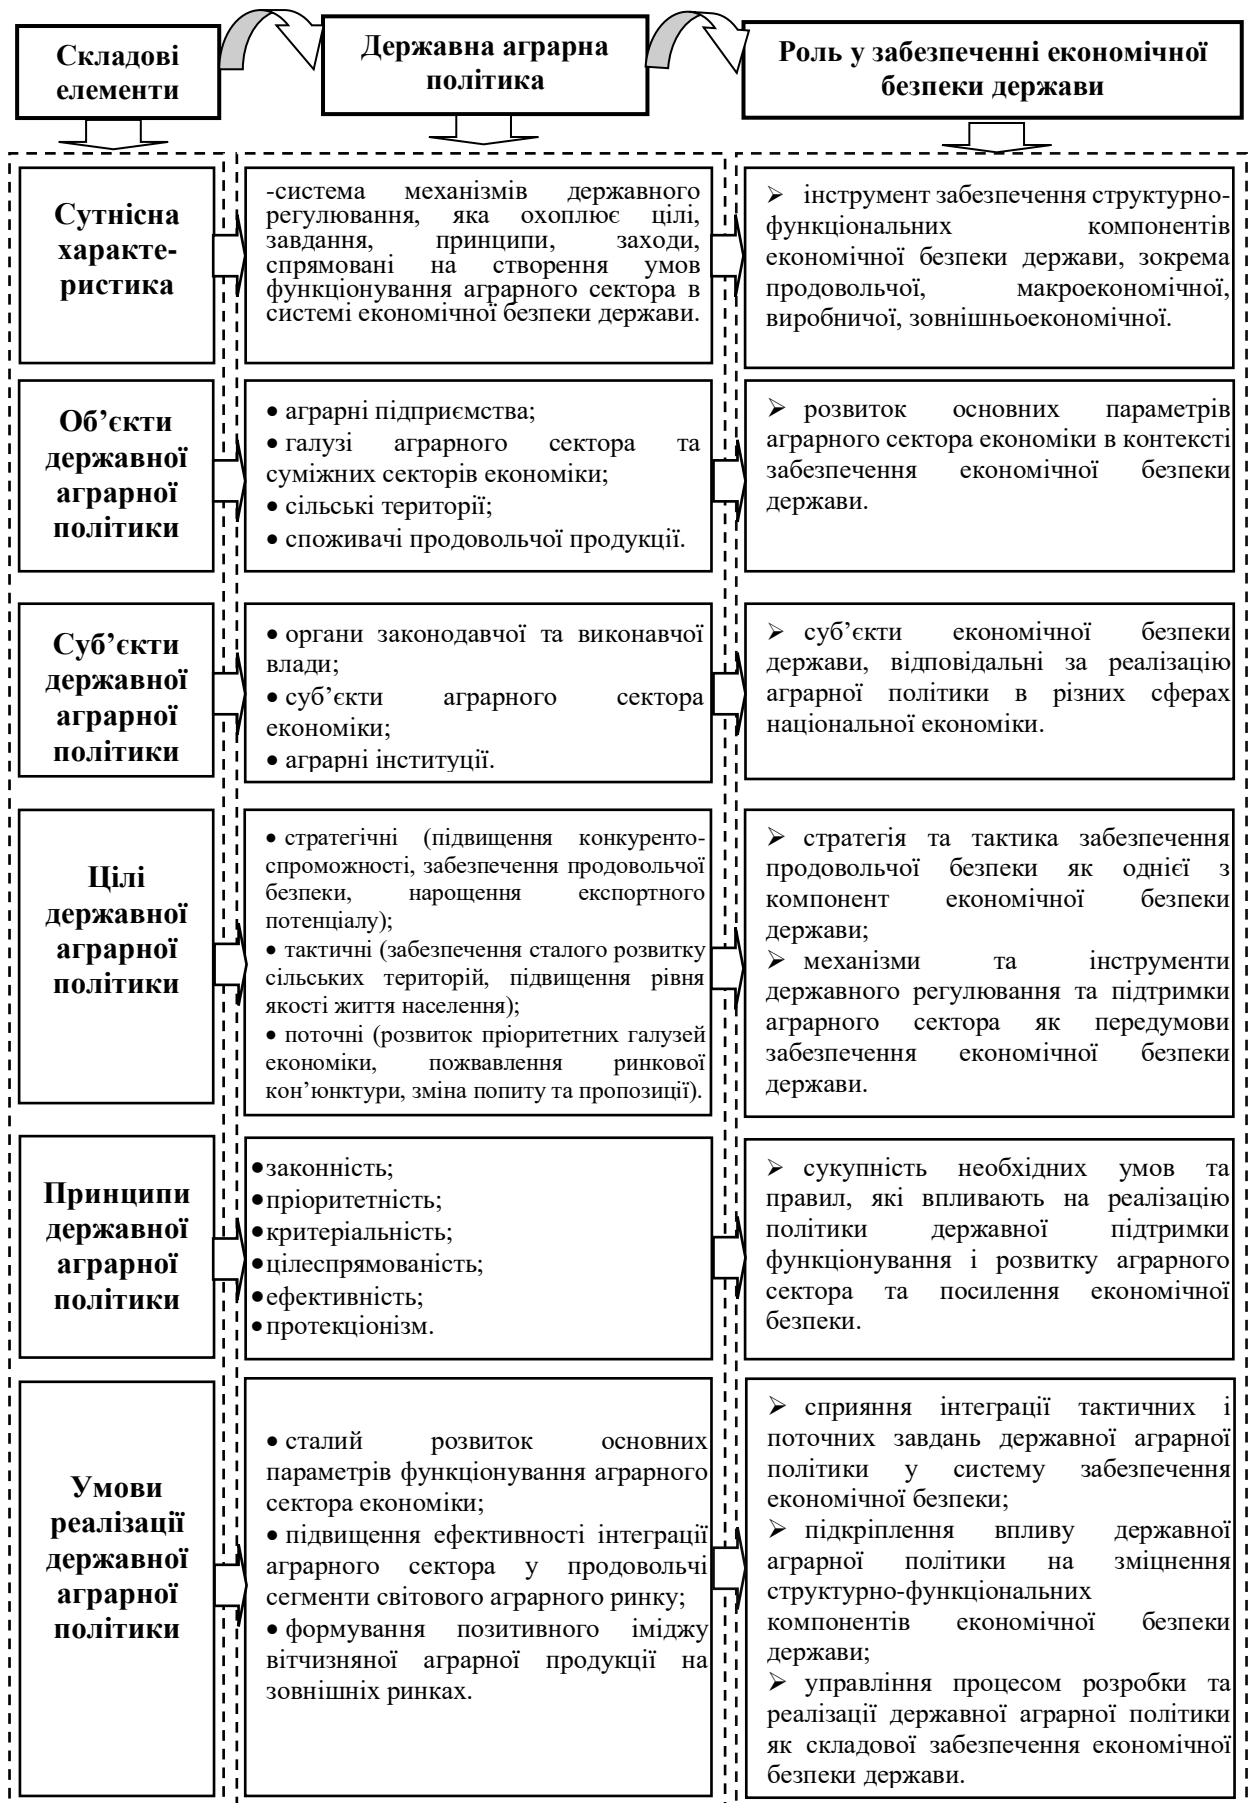 Складові
елементи
Державна аграрна
політика
Роль у забезпеченні економічної
безпеки держави
Сутнісна
характе-
ристика
-система механізмів державного
регулювання, яка охоплює цілі,
завдання, принципи, заходи,
спрямовані на створення умов
функціонування аграрного сектора в
системі економічної безпеки держави.
➢ інструмент забезпечення структурно-
функціональних компонентів
економічної безпеки держави, зокрема
продовольчої, макроекономічної,
виробничої, зовнішньоекономічної.
Об’єкти
державної
аграрної
політики
• аграрні підприємства;
• галузі аграрного сектора та
суміжних секторів економіки;
• сільські території;
• споживачі продовольчої продукції.
➢ розвиток основних параметрів
аграрного сектора економіки в контексті
забезпечення економічної безпеки
держави.
Суб’єкти
державної
аграрної
політики
• органи законодавчої та виконавчої
влади;
• суб’єкти аграрного сектора
економіки;
• аграрні інституції.
➢ суб’єкти економічної безпеки
держави, відповідальні за реалізацію
аграрної політики в різних сферах
національної економіки.
Цілі
державної
аграрної
політики
• стратегічні (підвищення конкуренто-
спроможності, забезпечення продовольчої
безпеки, нарощення експортного
потенціалу);
• тактичні (забезпечення сталого розвитку
сільських територій, підвищення рівня
якості життя населення);
• поточні (розвиток пріоритетних галузей
економіки, пожвавлення ринкової
кон’юнктури, зміна попиту та пропозиції).
➢ стратегія та тактика забезпечення
продовольчої безпеки як однієї з
компонент економічної безпеки
держави;
➢ механізми та інструменти
державного регулювання та підтримки
аграрного сектора як передумови
забезпечення економічної безпеки
держави.
Принципи
державної
аграрної
політики
•законність;
•пріоритетність;
•критеріальність;
•цілеспрямованість;
•ефективність;
•протекціонізм.
➢ сукупність необхідних умов та
правил, які впливають на реалізацію
політики державної підтримки
функціонування і розвитку аграрного
сектора та посилення економічної
безпеки.
Умови
реалізації
державної
аграрної
політики
• сталий розвиток основних
параметрів функціонування аграрного
сектора економіки;
• підвищення ефективності інтеграції
аграрного сектора у продовольчі
сегменти світового аграрного ринку;
• формування позитивного іміджу
вітчизняної аграрної продукції на
зовнішніх ринках.
➢ сприяння інтеграції тактичних і
поточних завдань державної аграрної
політики у систему забезпечення
економічної безпеки;
➢ підкріплення впливу державної
аграрної політики на зміцнення
структурно-функціональних
компонентів економічної безпеки
держави;
➢ управління процесом розробки та
реалізації державної аграрної політики
як складової забезпечення економічної
безпеки держави.